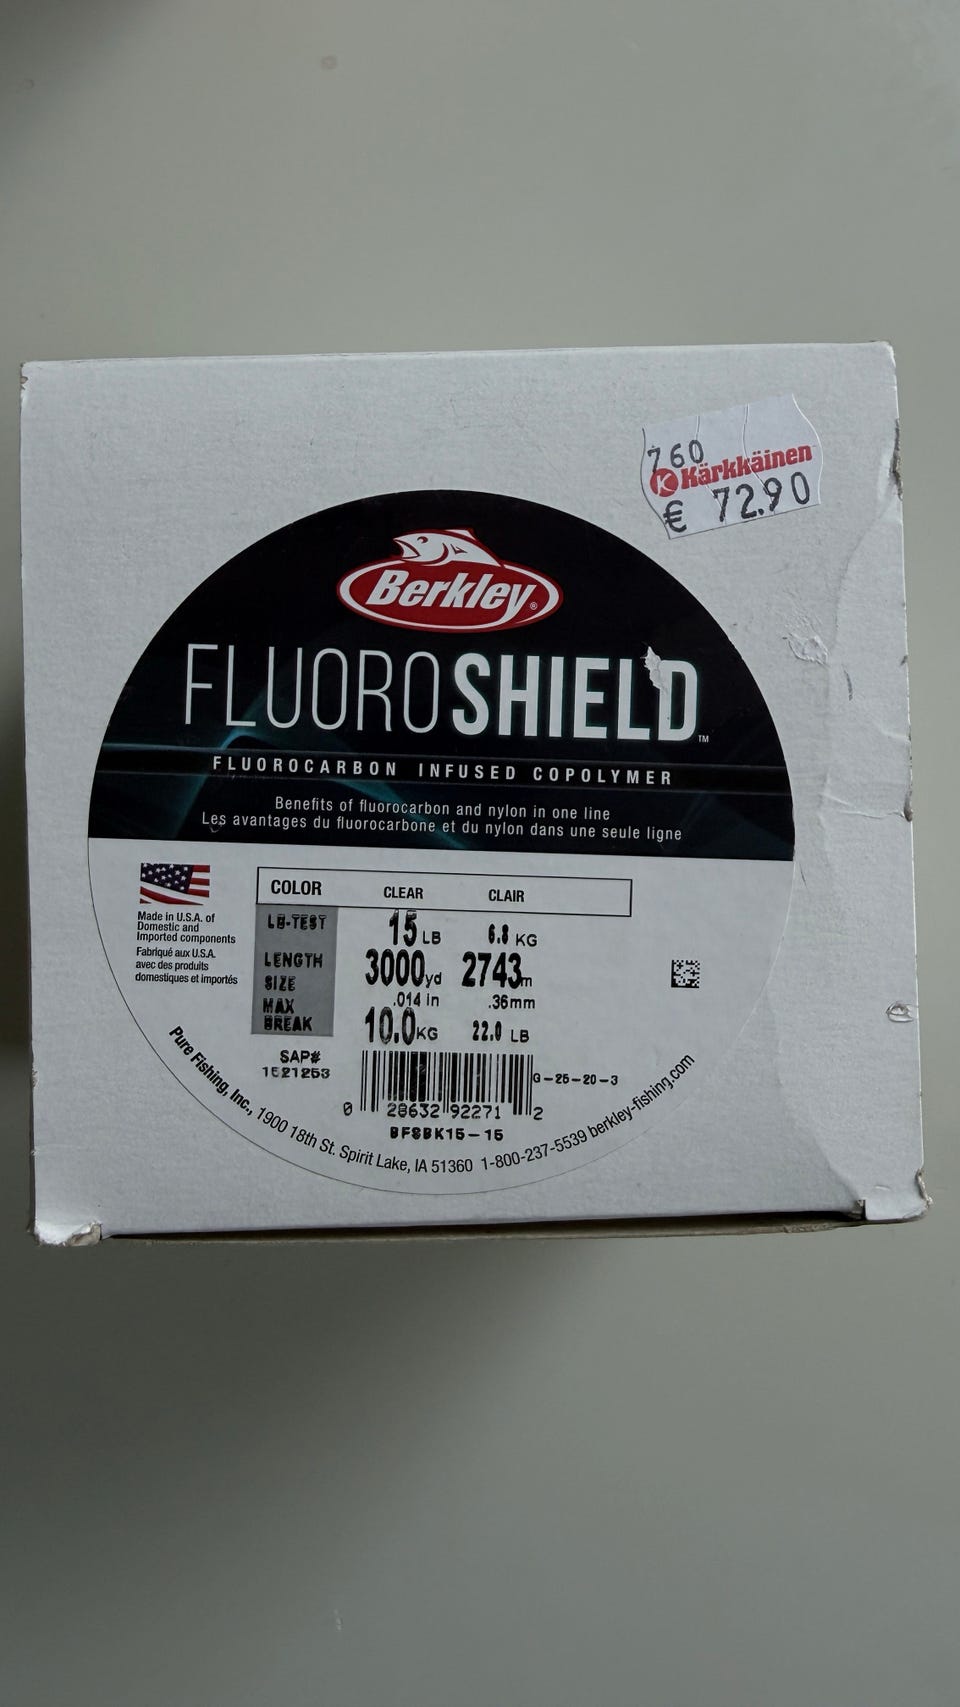 760
Kärkkäinen
€ 72.90
Berkley®
FLUOROSHIELD™
FLUOROCARBON INFUSED COPOLYMER
Benefits of fluorocarbon and nylon in one line
Les avantages du fluorocarbone et du nylon dans une seule ligne
Made in U.S.A. of
Domestic and
Imported components
Fabriqué aux U.S.A.
avec des produits
domestiques et importés
COLOR CLEAR CLAIR
LB-TEST 15 LB 6.8 KG
LENGTH 3000yd 2743m
SIZE .014 in .36mm
MAX
BREAK 10.0KG 22.0 LB
SAP#
1521253
G-25-20-3
0 28632 92271 2
BFSBK15-15
Pure Fishing, Inc., 1900 18th St. Spirit Lake, IA 51360 1-800-237-5539 berkley-fishing.com